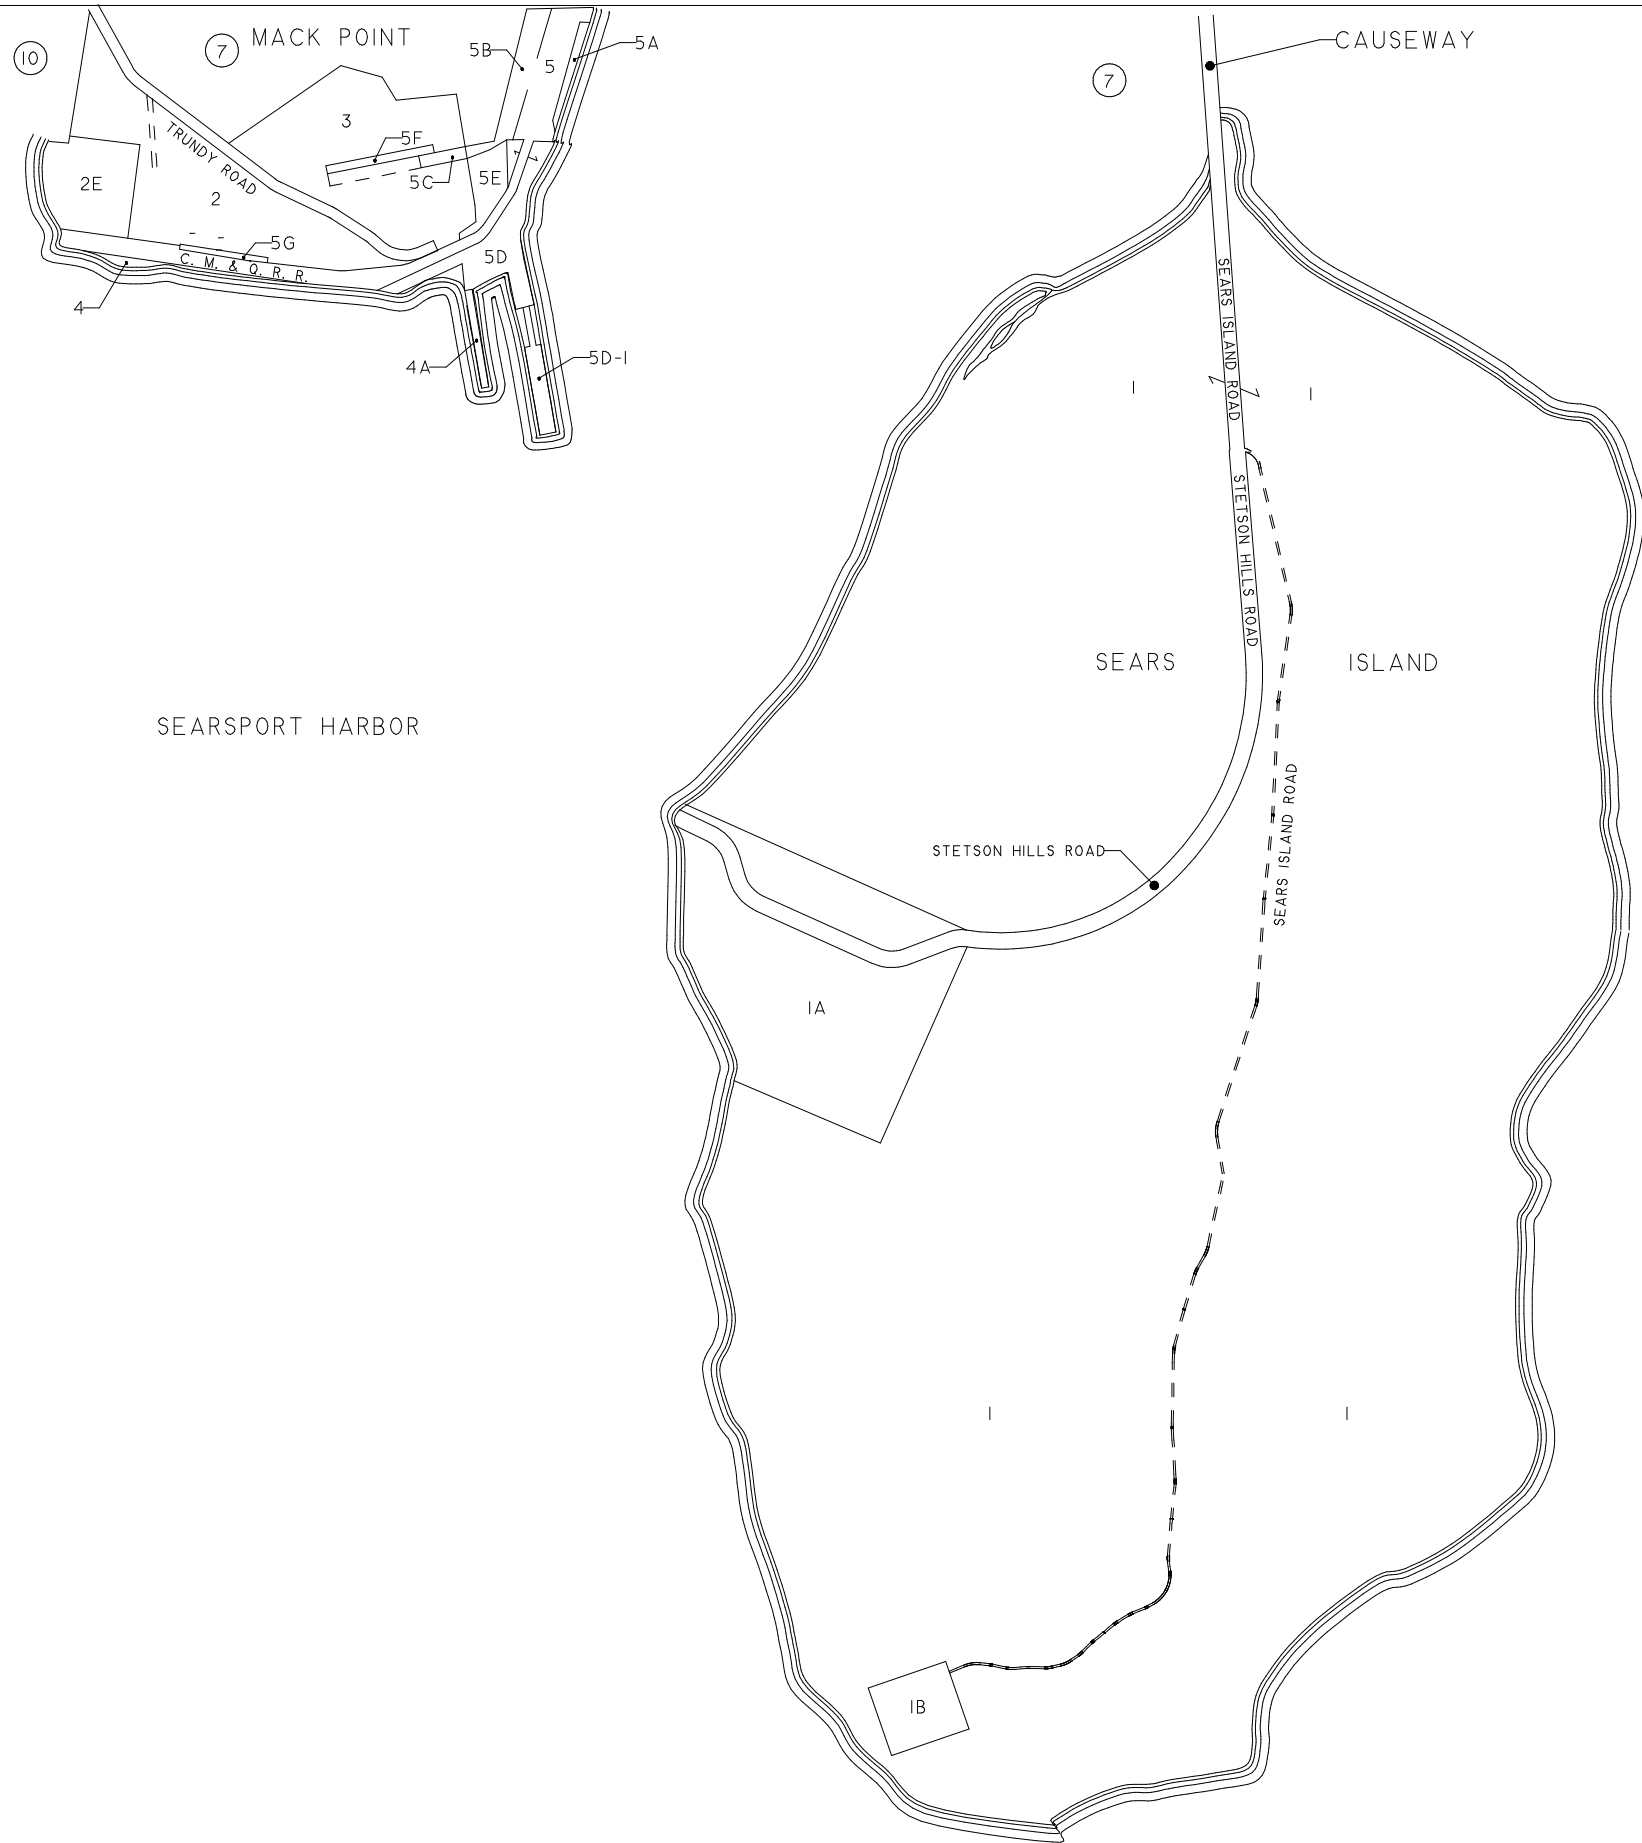 MACK POINT
7
10
5B
5
5A
CAUSEWAY
7
3
5F
TRUNDY ROAD
5C
5E
2E
2
5G
C. M. & Q. R. R.
5D
4
4A
5D-1
SEARS ISLAND ROAD
1
1
STETSON HILLS ROAD
SEARS
ISLAND
SEARSPORT HARBOR
SEARS ISLAND ROAD
STETSON HILLS ROAD
1A
1
1
1B